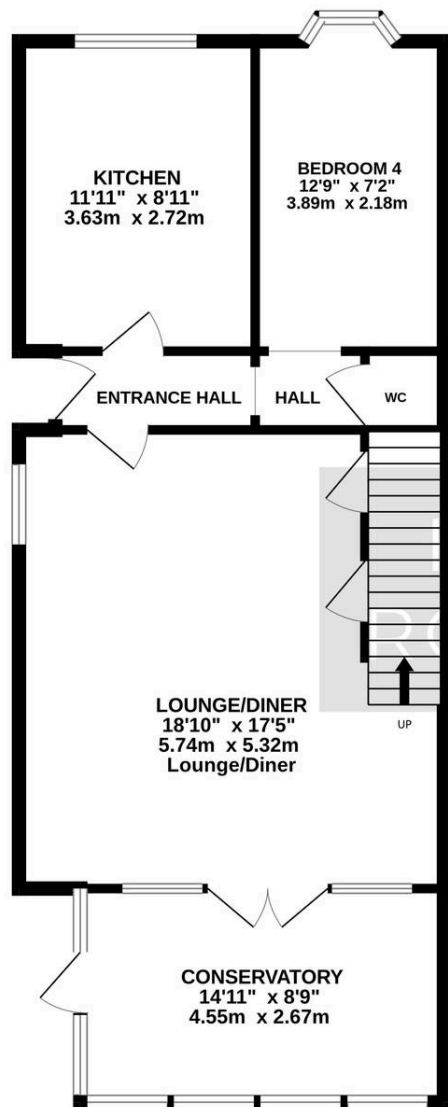 KITCHEN
11'11" x 8'11"
3.63m x 2.72m
BEDROOM 4
12'9" x 7'2"
3.89m x 2.18m
ENTRANCE HALL
HALL
WC
LOUNGE/DINER
18'10" x 17'5"
5.74m x 5.32m
Lounge/Diner
UP
CONSERVATORY
14'11" x 8'9"
4.55m x 2.67m